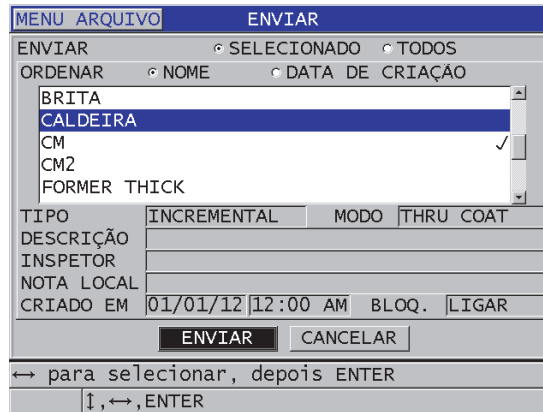 MENU ARQUIVO ENVIAR
ENVIAR SELECIONADO TODOS
ORDENAR NOME DATA DE CRIAÇÃO
BRITA
CALDEIRA
CM
CM2
FORMER THICK
TIPO INCREMENTAL MODO THRU COAT
DESCRIÇÃO
INSPETOR
NOTA LOCAL
CRIADO EM 01/01/12 12:00 AM BLOQ. LIGAR
ENVIAR CANCELAR
↔ para selecionar, depois ENTER
↕,↔,ENTER